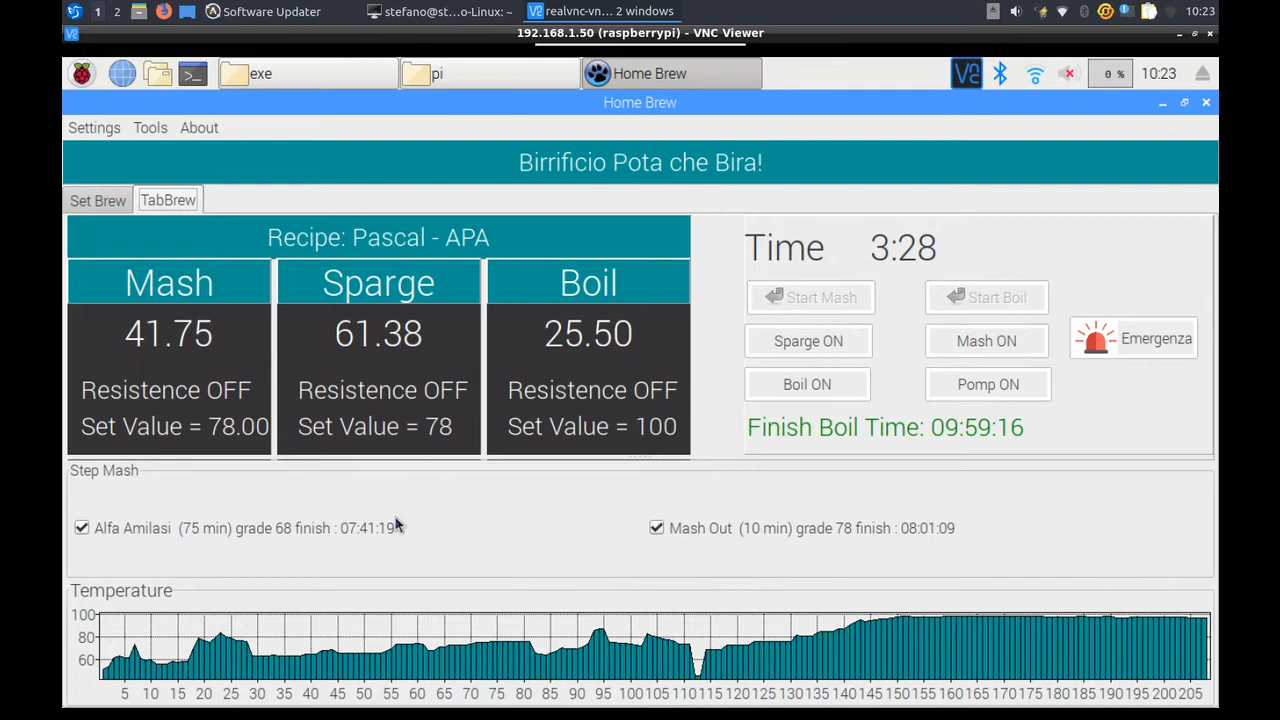 1 2 Software Updater stefano@st...o-Linux: ~ realvnc-vn... 2 windows 10:23
192.168.1.50 (raspberrypi) - VNC Viewer
exe pi Home Brew 0 % 10:23
Home Brew
Settings Tools About
Birrificio Pota che Bira!
Set Brew TabBrew
Recipe: Pascal - APA
Mash Sparge Boil
41.75 61.38 25.50
Resistence OFF Resistence OFF Resistence OFF
Set Value = 78.00 Set Value = 78 Set Value = 100
Time 3:28
Start Mash Start Boil
Sparge ON Mash ON Emergenza
Boil ON Pomp ON
Finish Boil Time: 09:59:16
Step Mash
Alfa Amilasi (75 min) grade 68 finish : 07:41:19
Mash Out (10 min) grade 78 finish : 08:01:09
Temperature
100
80
60
5 10 15 20 25 30 35 40 45 50 55 60 65 70 75 80 85 90 95 100 105 110 115 120 125 130 135 140 145 150 155 160 165 170 175 180 185 190 195 200 205